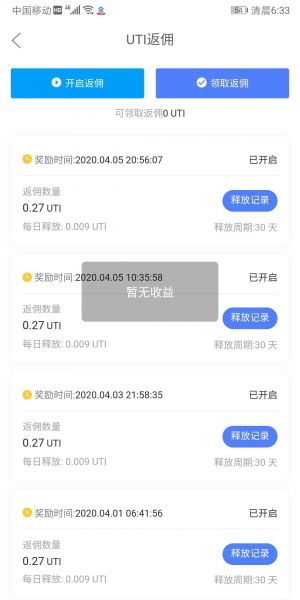 中国移动 HD 46 54 清晨6:33
UTI返佣
开启返佣 领取返佣
可领取返佣0 UTI
奖励时间:2020.04.05 20:56:07 已开启
返佣数量
0.27 UTI 释放记录
每日释放: 0.009 UTI 释放周期:30 天
奖励时间:2020.04.05 10:35:58 已开启
暂无收益
返佣数量
0.27 UTI 释放记录
每日释放: 0.009 UTI 释放周期:30 天
奖励时间:2020.04.03 21:58:35 已开启
返佣数量
0.27 UTI 释放记录
每日释放: 0.009 UTI 释放周期:30 天
奖励时间:2020.04.01 06:41:56 已开启
返佣数量
0.27 UTI 释放记录
每日释放: 0.009 UTI 释放周期:30 天